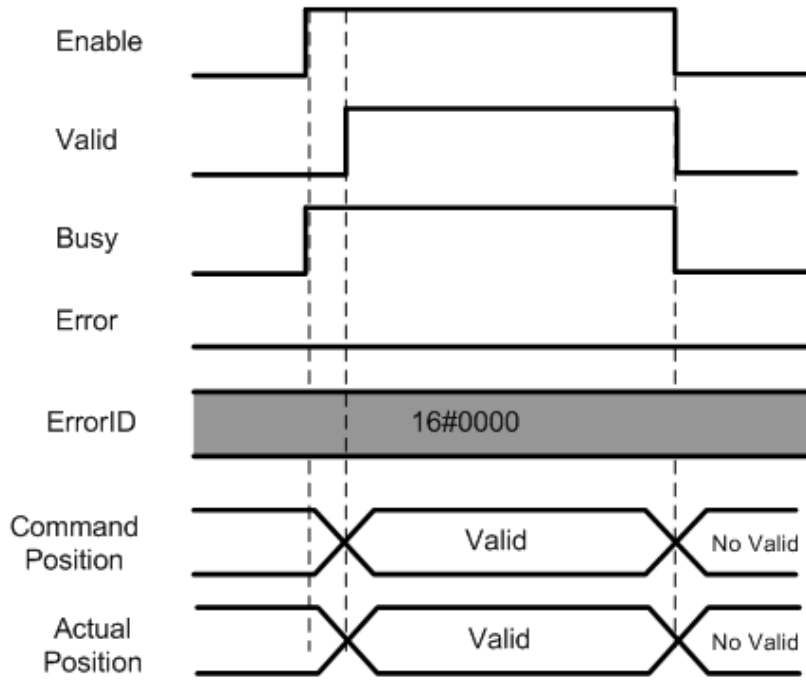 Enable
Valid
Busy
Error
ErrorID
16#0000
Command
Position
Valid
No Valid
Actual
Position
Valid
No Valid